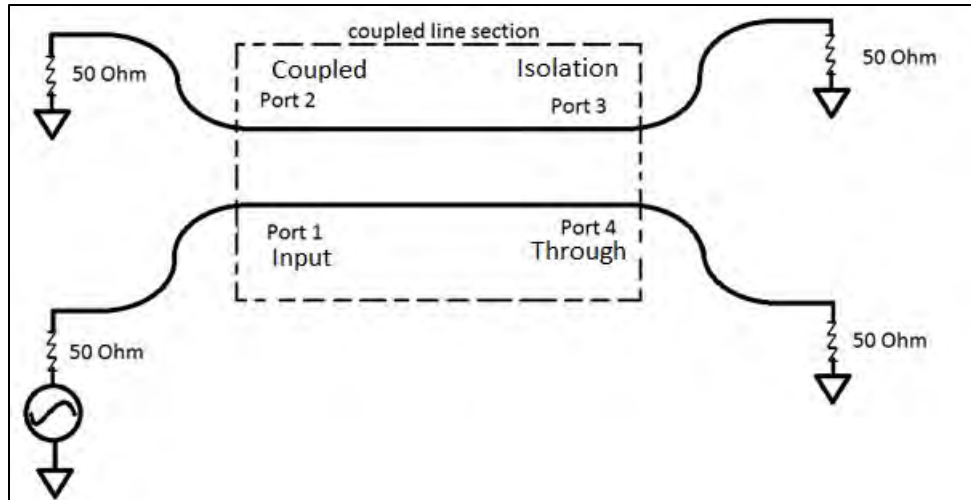 coupled line section
50 Ohm
Coupled
Isolation
50 Ohm
Port 2
Port 3
Port 1
Port 4
Input
Through
50 Ohm
50 Ohm